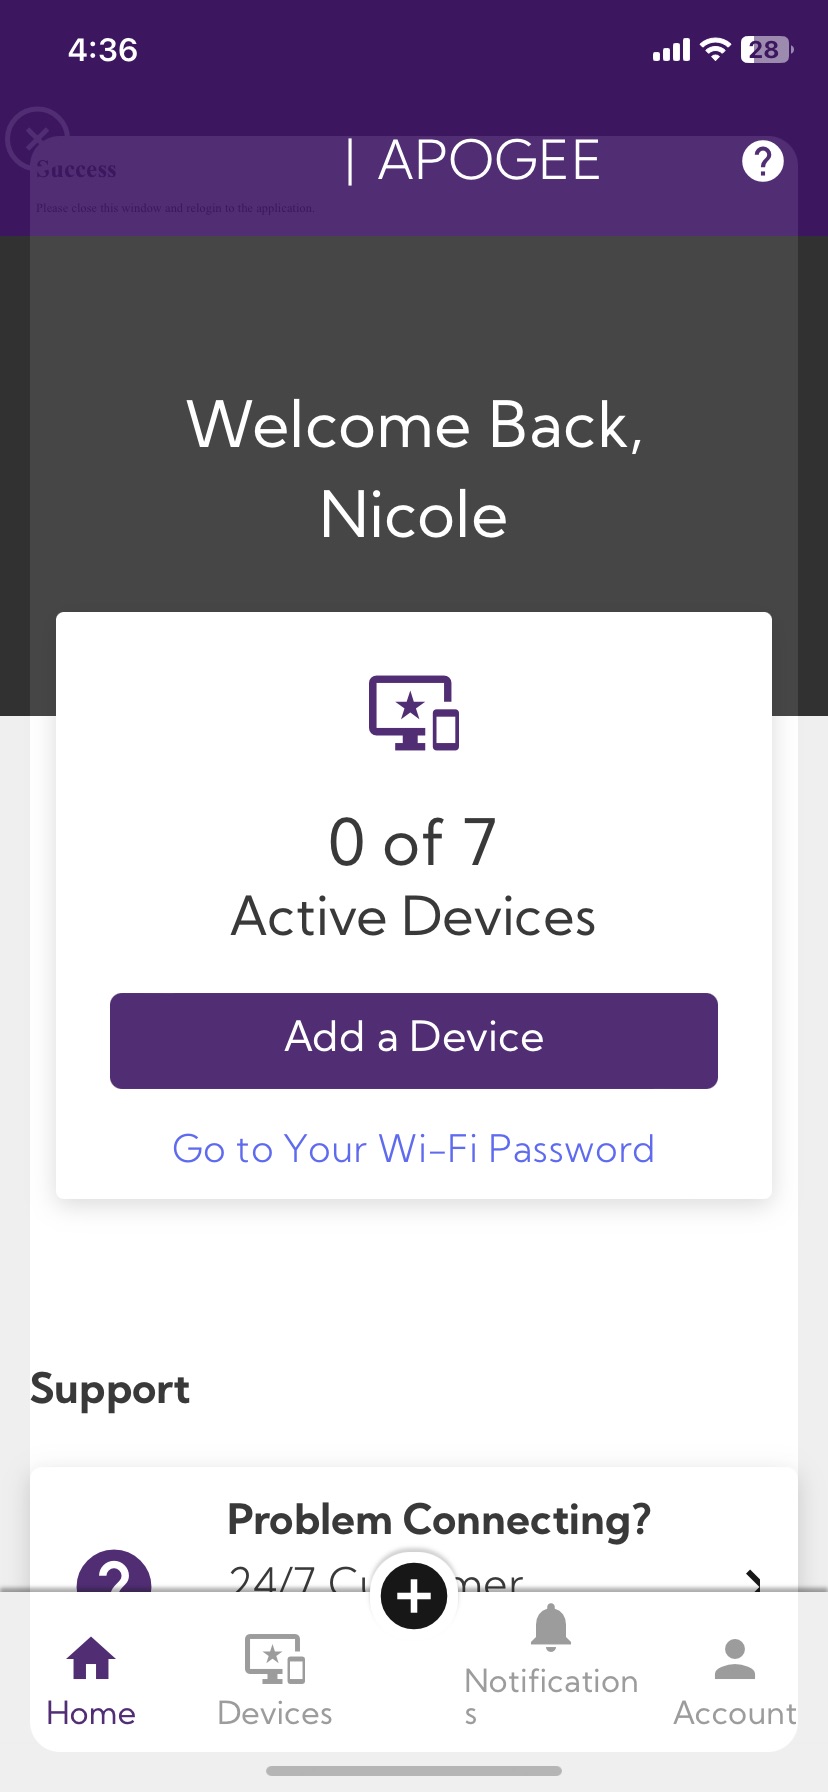 4:36
28
Success
Please close this window and relogin to the application.
| APOGEE
Welcome Back,
Nicole
0 of 7
Active Devices
Add a Device
Go to Your Wi-Fi Password
Support
Problem Connecting?
24/7 Cu mer
Home
Devices
Notification
s
Account